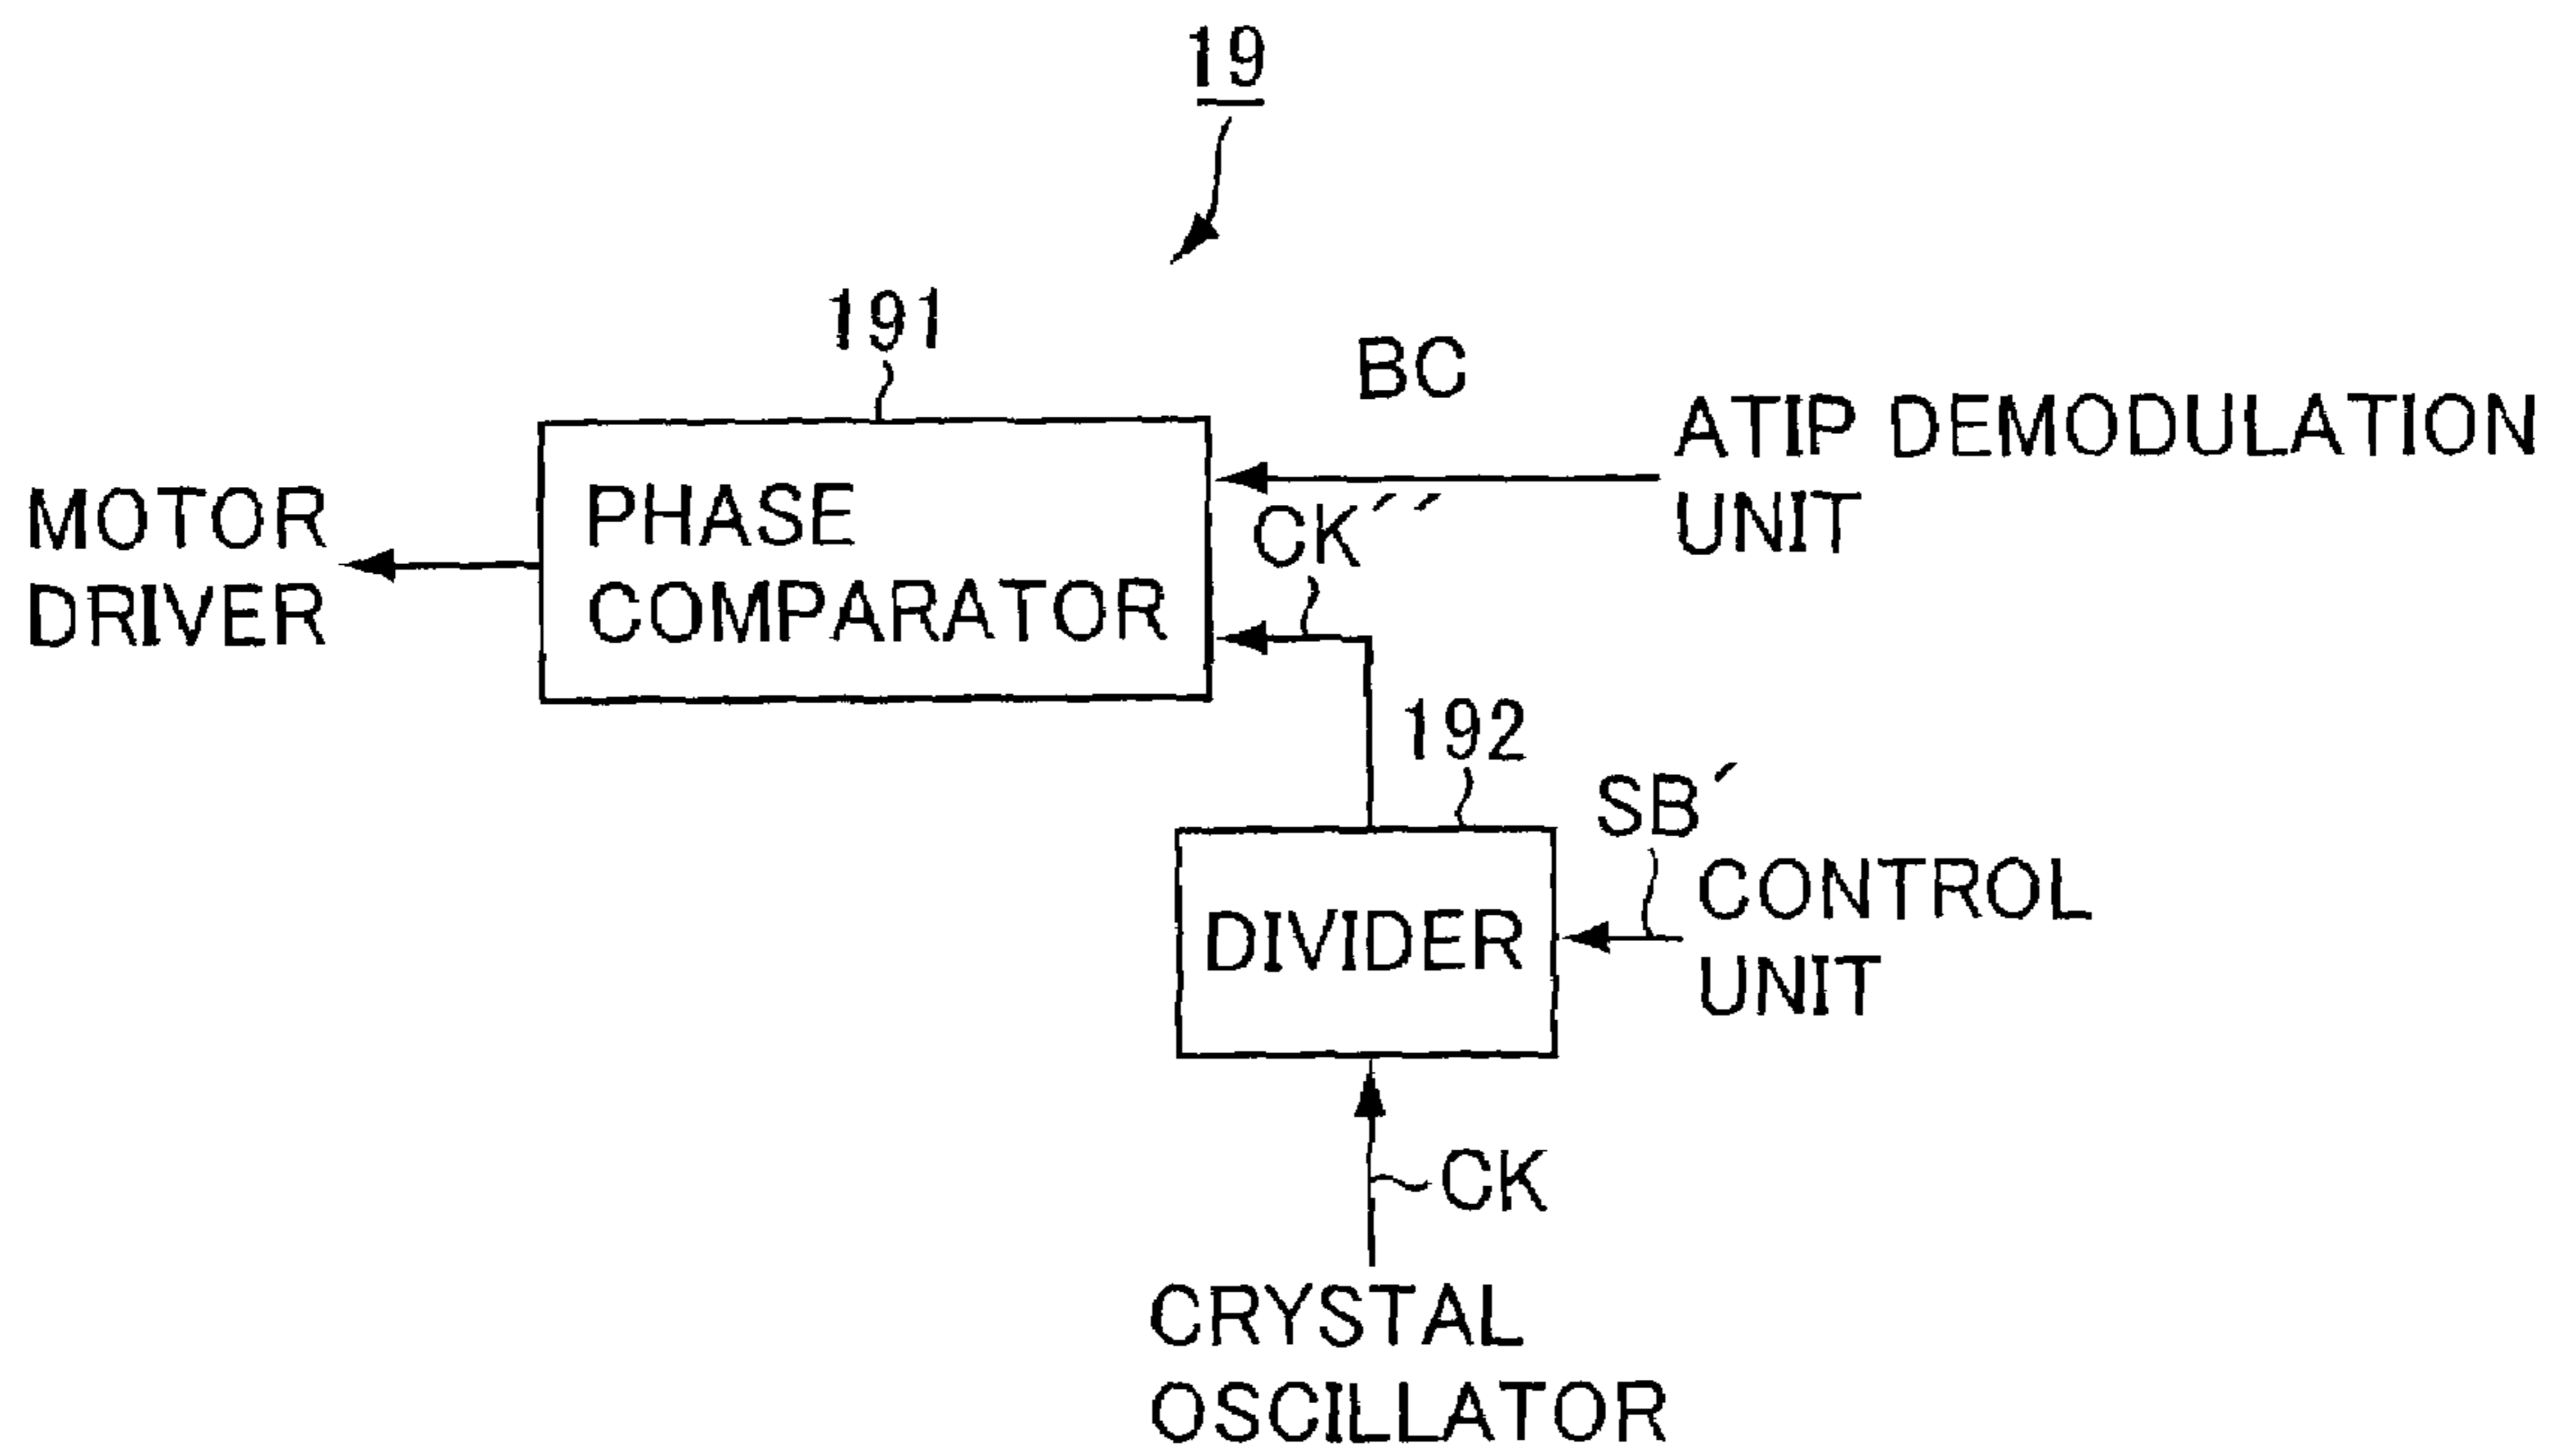 19
191
BC
ATIP DEMODULATION
UNIT
MOTOR
DRIVER
PHASE
COMPARATOR
CK´´
192
SB´
CONTROL
UNIT
DIVIDER
CK
CRYSTAL
OSCILLATOR